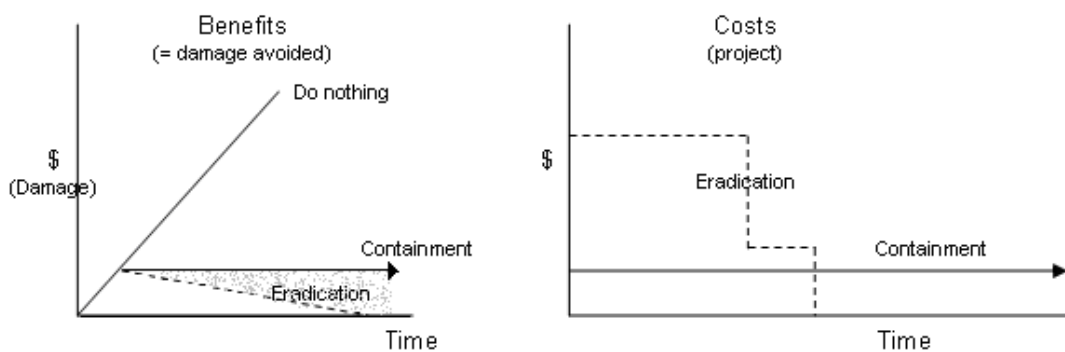 Benefits
(= damage avoided)
Do nothing
$
(Damage)
Containment
Eradication
Time
Costs
(project)
$
Eradication
Containment
Time